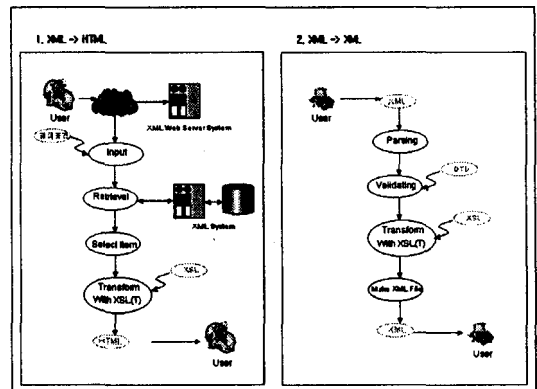 1. XML -> HTML
User
XML Web Server System
Input
Retrieval
XML System
Select Item
XSL
Transform
With XSL(T)
HTML
User
2. XML -> XML
User
XML
Parsing
Validating
DTD
XSL
Transform
With XSL(T)
Make XML File
XML
User